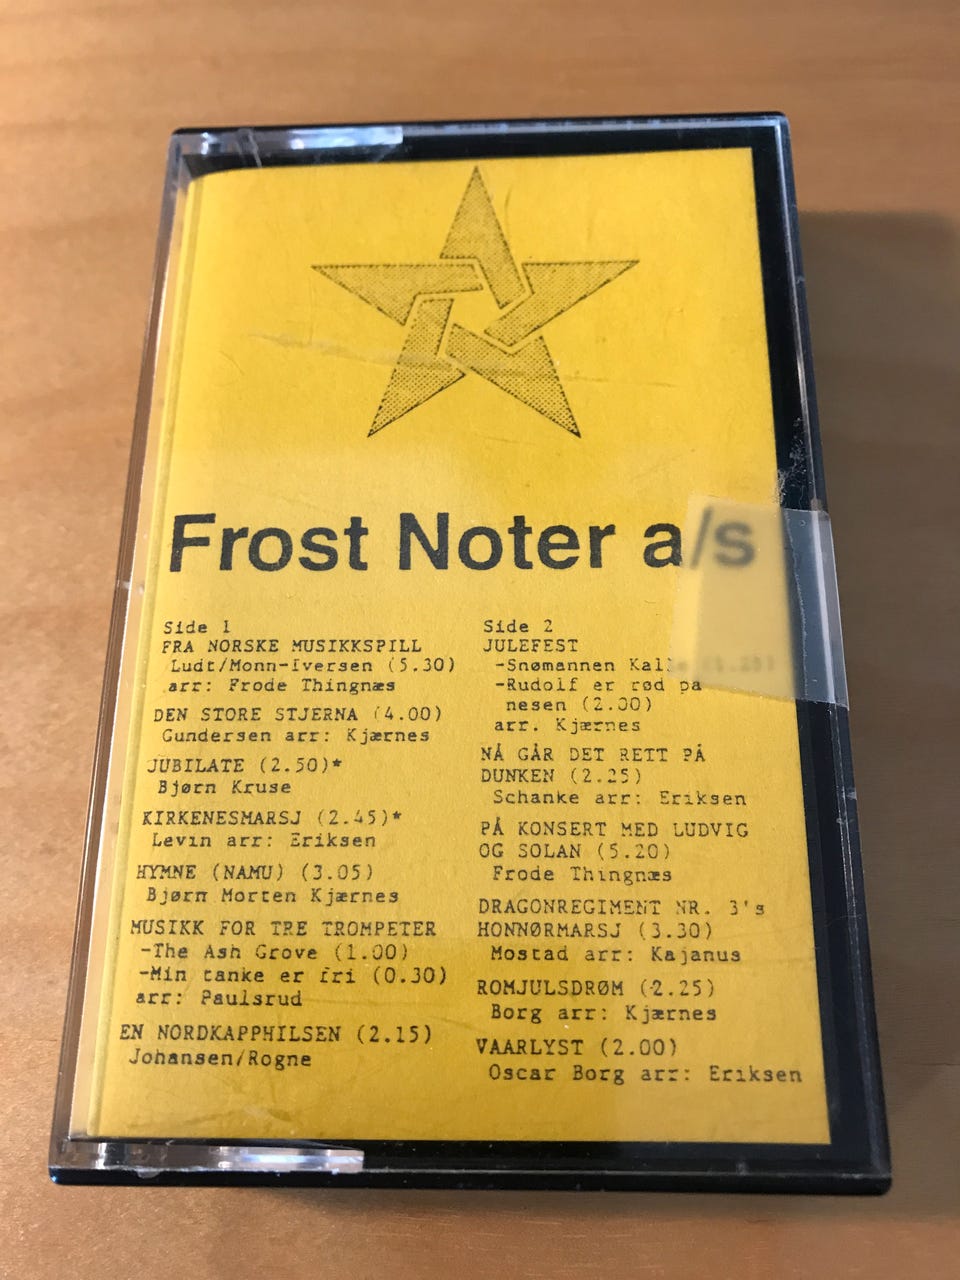 Frost Noter a/s
Side 1
FRA NORSKE MUSIKKSPILL
Ludt/Monn-Iversen (5.30)
arr: Frode Thingnæs
DEN STORE STJERNA (4.00)
Gundersen arr: Kjærnes
JUBILATE (2.50)*
Bjørn Kruse
KIRKENESMARSJ (2.45)*
Levin arr: Eriksen
HYMNE (NAMU) (3.05)
Bjørn Morten Kjærnes
MUSIKK FOR TRE TROMPETER
-The Ash Grove (1.00)
-Min tanke er fri (0.30)
arr: Paulsrud
EN NORDKAPPHILSEN (2.15)
Johansen/Rogne
Side 2
JULEFEST
-Snømannen Kalle
-Rudolf er rød på
nesen (2.00)
arr. Kjærnes
NÅ GÅR DET RETT PÅ
DUNKEN (2.25)
Schanke arr: Eriksen
PÅ KONSERT MED LUDVIG
OG SOLAN (5.20)
Frode Thingnæs
DRAGONREGIMENT NR. 3's
HONNØRMARSJ (3.30)
Mostad arr: Kajanus
ROMJULSDRØM (2.25)
Borg arr: Kjærnes
VAARLYST (2.00)
Oscar Borg arr: Eriksen